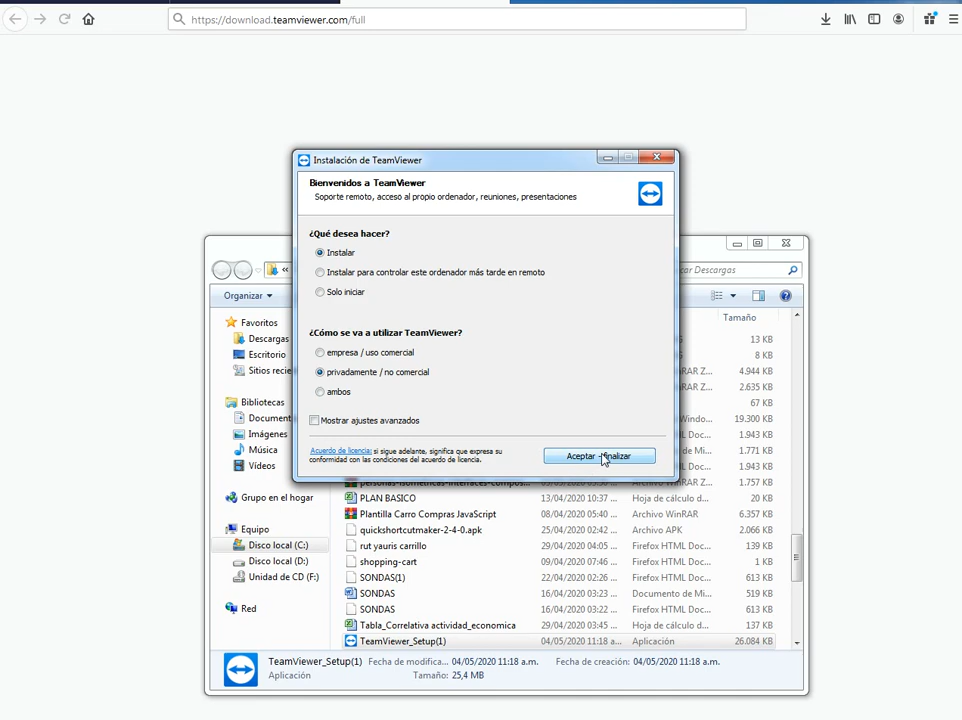 https://download.teamviewer.com/full
Instalación de TeamViewer
Bienvenidos a TeamViewer
Soporte remoto, acceso al propio ordenador, reuniones, presentaciones
¿Qué desea hacer?
Instalar
Instalar para controlar este ordenador más tarde en remoto
Solo iniciar
¿Cómo se va a utilizar TeamViewer?
empresa / uso comercial
privadamente / no comercial
ambos
Mostrar ajustes avanzados
Acuerdo de licencia: si sigue adelante, significa que expresa su
conformidad con las condiciones del acuerdo de licencia.
Aceptar - finalizar
«
Descargas
Organizar
Tamaño
Favoritos
Descargas
Escritorio
Sitios recie
Bibliotecas
Document
Imágenes
Música
Vídeos
Grupo en el hogar
Equipo
Disco local (C:)
Disco local (D:)
Unidad de CD (F:)
Red
13 KB
8 KB
RAR Z... 4.944 KB
RAR Z... 2.635 KB
67 KB
Windo... 19.300 KB
Doc... 1.943 KB
de Mi... 1.771 KB
Doc... 1.943 KB
RAR Z... 1.757 KB
PLAN BASICO 13/04/2020 10:37 ... Hoja de cálculo d... 20 KB
Plantilla Carro Compras JavaScript 08/04/2020 05:40 ... Archivo WinRAR 6.357 KB
quickshortcutmaker-2-4-0.apk 25/04/2020 02:42 ... Archivo APK 2.066 KB
rut yauris carrillo 29/04/2020 04:05 ... Firefox HTML Doc... 139 KB
shopping-cart 09/04/2020 07:46 ... Firefox HTML Doc... 1 KB
SONDAS(1) 22/04/2020 02:26 ... Firefox HTML Doc... 613 KB
SONDAS 16/04/2020 03:23 ... Documento de Mi... 519 KB
SONDAS 16/04/2020 03:22 ... Firefox HTML Doc... 613 KB
Tabla_Correlativa actividad_economica 29/04/2020 03:45 ... Hoja de cálculo d... 137 KB
TeamViewer_Setup(1) 04/05/2020 11:18 a... Aplicación 26.084 KB
TeamViewer_Setup(1) Fecha de modifica... 04/05/2020 11:18 a.m. Fecha de creación: 04/05/2020 11:18 a.m.
Aplicación Tamaño: 25,4 MB